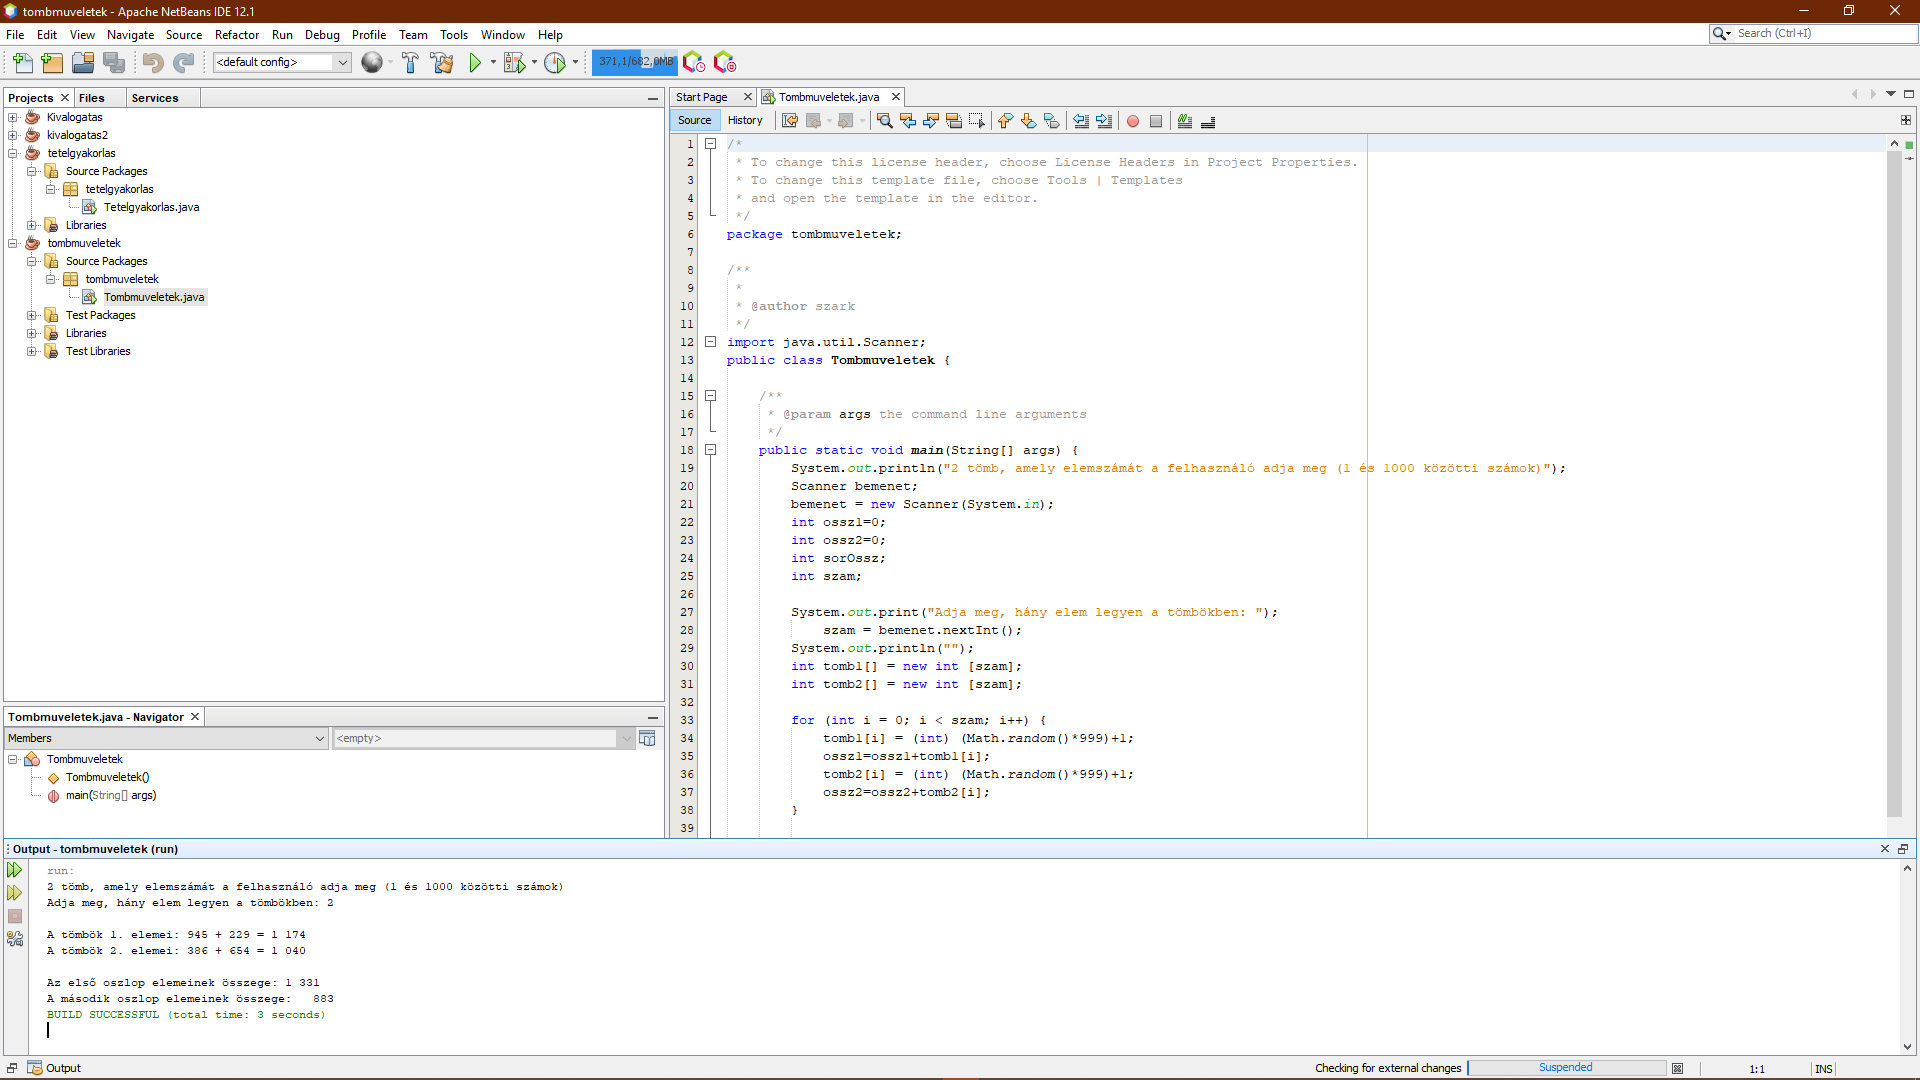 tombmuveletek - Apache NetBeans IDE 12.1
File Edit View Navigate Source Refactor Run Debug Profile Team Tools Window Help
Search (Ctrl+I)
<default config>
371,1/682,0MB
Projects Files Services
Kivalogatas
kivalogatas2
tetelgyakorlas
Source Packages
tetelgyakorlas
Tetelgyakorlas.java
Libraries
tombmuveletek
Source Packages
tombmuveletek
Tombmuveletek.java
Test Packages
Libraries
Test Libraries
Tombmuveletek.java - Navigator
Members
<empty>
Tombmuveletek
Tombmuveletek()
main(String[] args)
Start Page Tombmuveletek.java
Source History
1 /*
2 * To change this license header, choose License Headers in Project Properties.
3 * To change this template file, choose Tools | Templates
4 * and open the template in the editor.
5 */
6 package tombmuveletek;
7
8 /**
9 *
10 * @author szark
11 */
12 import java.util.Scanner;
13 public class Tombmuveletek {
14
15 /**
16 * @param args the command line arguments
17 */
18 public static void main(String[] args) {
19 System.out.println("2 tömb, amely elemszámát a felhasználó adja meg (1 és 1000 közötti számok)");
20 Scanner bemenet;
21 bemenet = new Scanner(System.in);
22 int ossz1=0;
23 int ossz2=0;
24 int sorOssz;
25 int szam;
26
27 System.out.print("Adja meg, hány elem legyen a tömbökben: ");
28 szam = bemenet.nextInt();
29 System.out.println("");
30 int tomb1[] = new int [szam];
31 int tomb2[] = new int [szam];
32
33 for (int i = 0; i < szam; i++) {
34 tomb1[i] = (int) (Math.random()*999)+1;
35 ossz1=ossz1+tomb1[i];
36 tomb2[i] = (int) (Math.random()*999)+1;
37 ossz2=ossz2+tomb2[i];
38 }
39
Output - tombmuveletek (run)
run:
2 tömb, amely elemszámát a felhasználó adja meg (1 és 1000 közötti számok)
Adja meg, hány elem legyen a tömbökben: 2
A tömbök 1. elemei: 945 + 229 = 1 174
A tömbök 2. elemei: 386 + 654 = 1 040
Az első oszlop elemeinek összege: 1 331
A második oszlop elemeinek összege: 883
BUILD SUCCESSFUL (total time: 3 seconds)
Output
Checking for external changes Suspended 1:1 INS